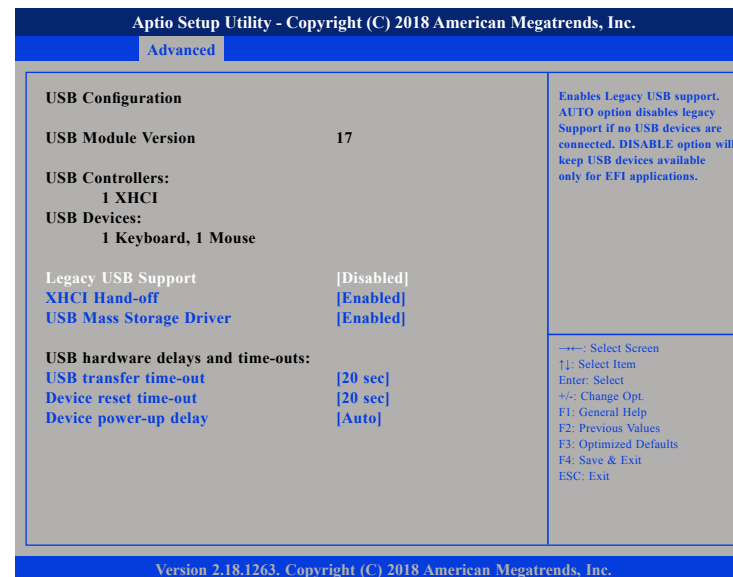 Aptio Setup Utility - Copyright (C) 2018 American Megatrends, Inc.
Advanced
USB Configuration
USB Module Version 17
USB Controllers:
1 XHCI
USB Devices:
1 Keyboard, 1 Mouse
Legacy USB Support [Disabled]
XHCI Hand-off [Enabled]
USB Mass Storage Driver [Enabled]
USB hardware delays and time-outs:
USB transfer time-out [20 sec]
Device reset time-out [20 sec]
Device power-up delay [Auto]
Enables Legacy USB support.
AUTO option disables legacy
Support if no USB devices are
connected. DISABLE option will
keep USB devices available
only for EFI applications.
→←: Select Screen
↑↓: Select Item
Enter: Select
+/-: Change Opt.
F1: General Help
F2: Previous Values
F3: Optimized Defaults
F4: Save & Exit
ESC: Exit
Version 2.18.1263. Copyright (C) 2018 American Megatrends, Inc.